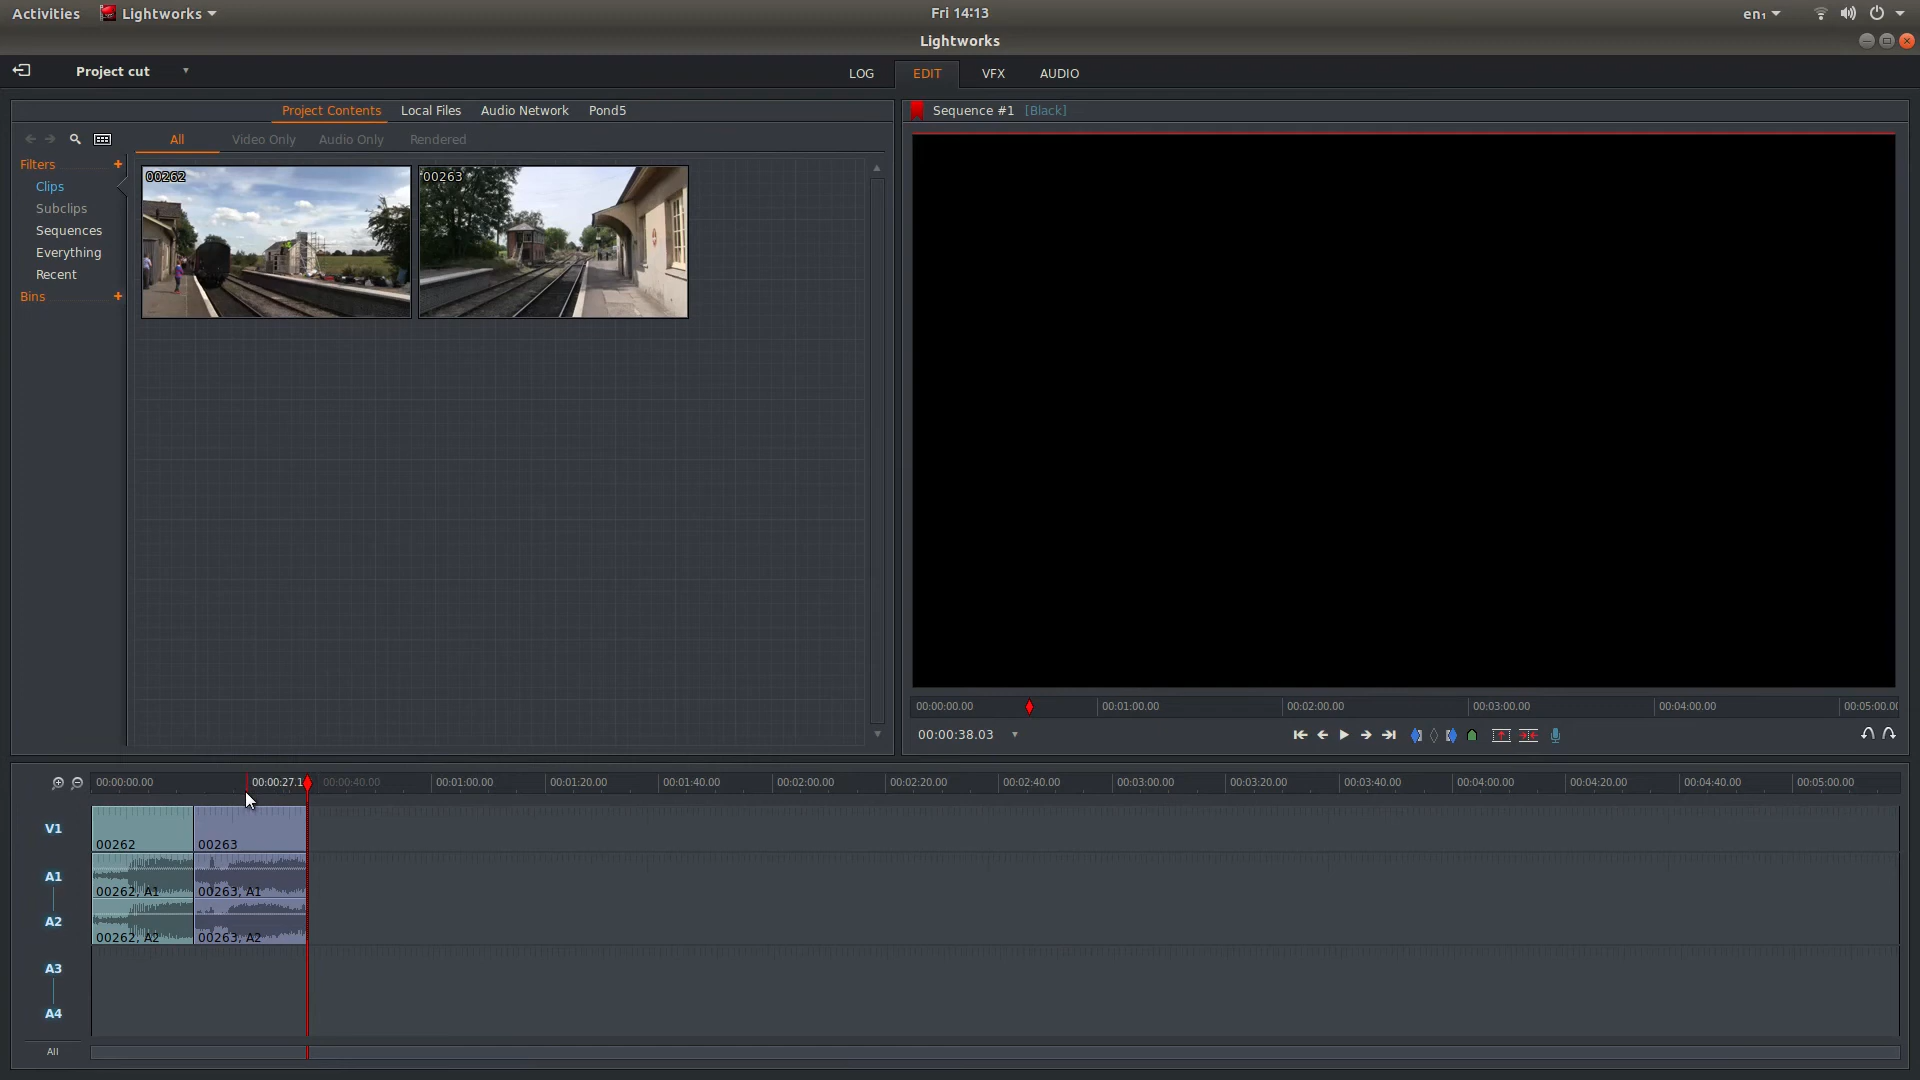 Activities Lightworks Fri 14:13 en₁
Lightworks
Project cut LOG EDIT VFX AUDIO
Project Contents Local Files Audio Network Pond5
All Video Only Audio Only Rendered
Filters +
Clips
Subclips
Sequences
Everything
Recent
Bins +
00262
00263
Sequence #1 [Black]
00:00:00.00 00:01:00.00 00:02:00.00 00:03:00.00 00:04:00.00 00:05:00.0
00:00:38.03
00:00:00.00 00:00:27.1 00:00:40.00 00:01:00.00 00:01:20.00 00:01:40.00 00:02:00.00 00:02:20.00 00:02:40.00 00:03:00.00 00:03:20.00 00:03:40.00 00:04:00.00 00:04:20.00 00:04:40.00 00:05:00.00
V1
00262 00263
A1
00262, A1 00263, A1
A2
00262, A2 00263, A2
A3
A4
All